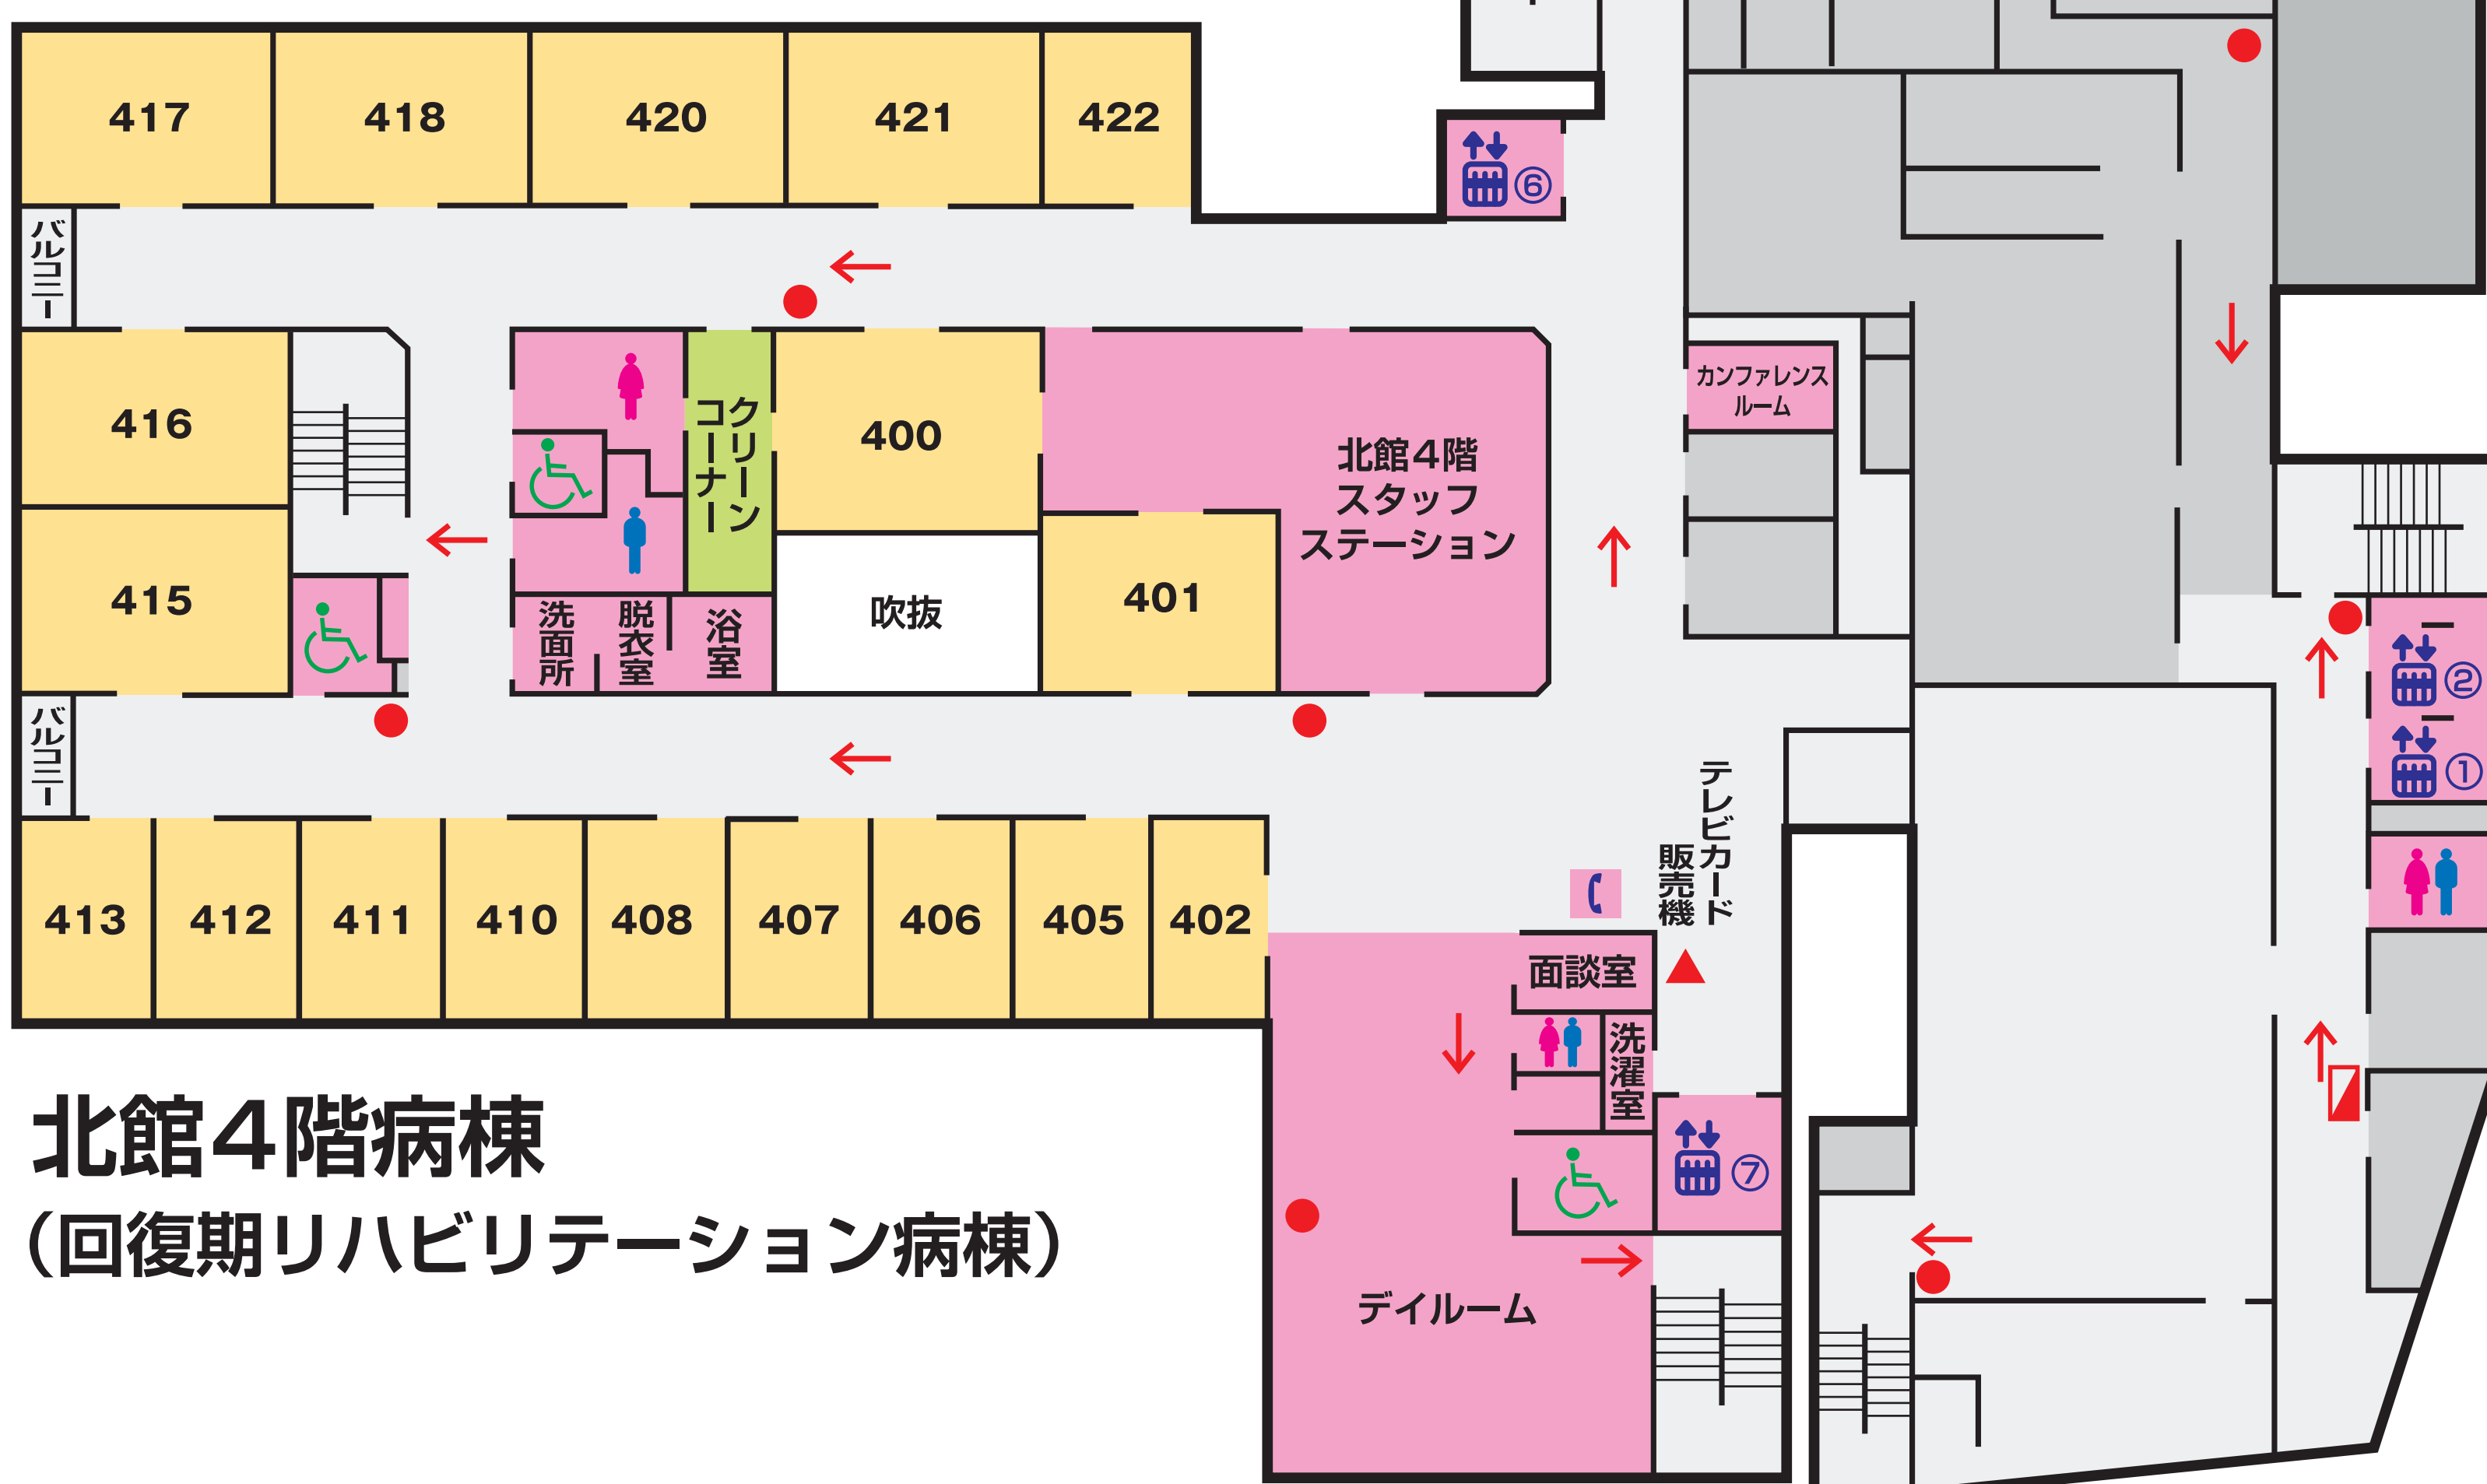 417
418
420
421
422
⑥
バルコニー
416
クリーン
コーナー
400
北館4階
スタッフ
ステーション
カンファレンス
ルーム
415
洗面所
脱衣室
浴室
吹抜
401
②
①
バルコニー
テレビカード
販売機
413
412
411
410
408
407
406
405
402
面談室
洗濯室
⑦
デイルーム
北館4階病棟
（回復期リハビリテーション病棟）